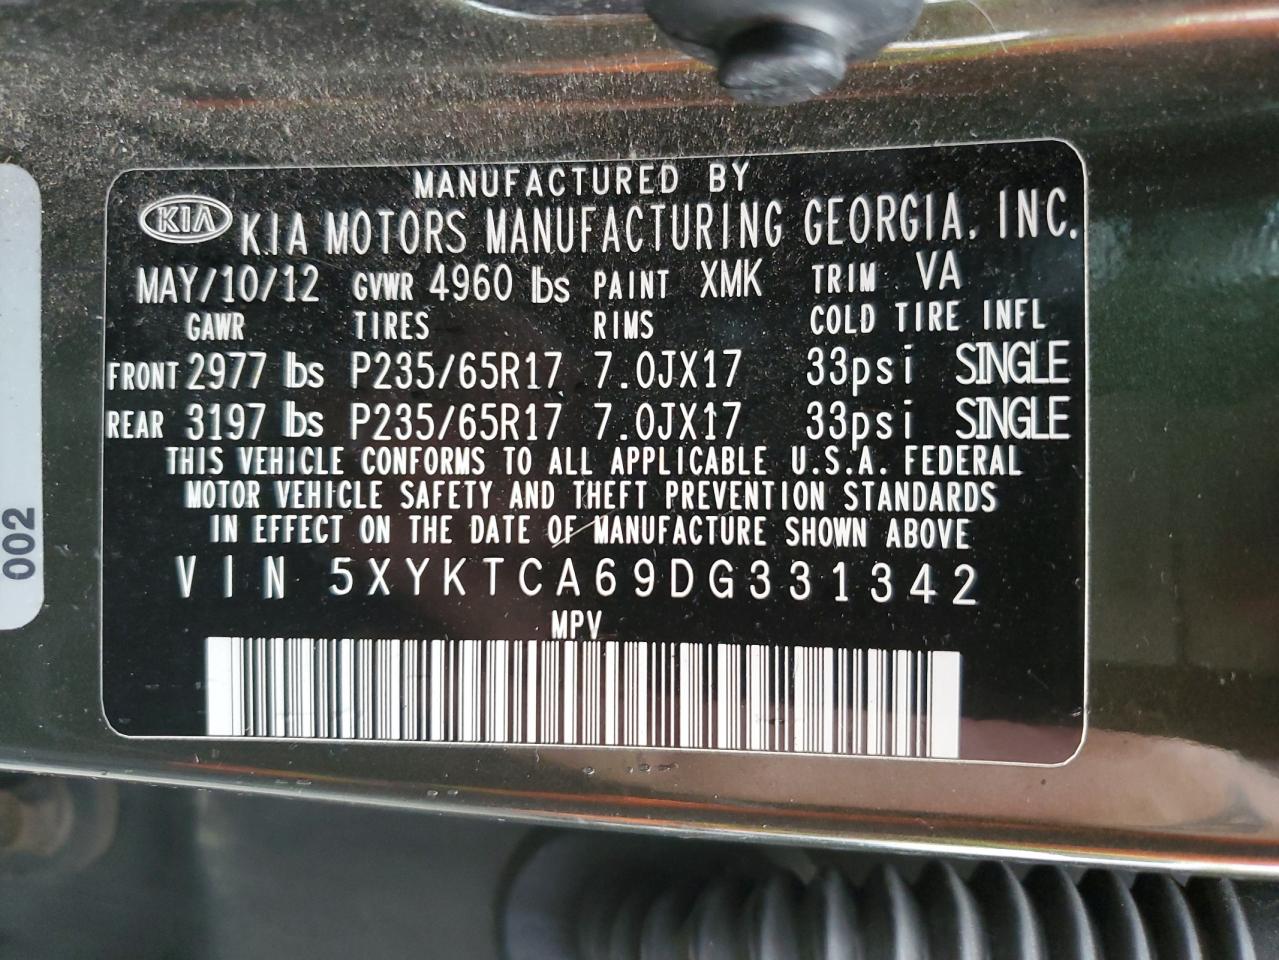 MANUFACTURED BY
KIA KIA MOTORS MANUFACTURING GEORGIA, INC.
MAY/10/12 GVWR 4960 lbs PAINT XMK TRIM VA
GAWR TIRES RIMS COLD TIRE INFL
FRONT 2977 lbs P235/65R17 7.0JX17 33psi SINGLE
REAR 3197 lbs P235/65R17 7.0JX17 33psi SINGLE
THIS VEHICLE CONFORMS TO ALL APPLICABLE U.S.A. FEDERAL
MOTOR VEHICLE SAFETY AND THEFT PREVENTION STANDARDS
IN EFFECT ON THE DATE OF MANUFACTURE SHOWN ABOVE
VIN 5XYKTCA69DG331342
MPV
002